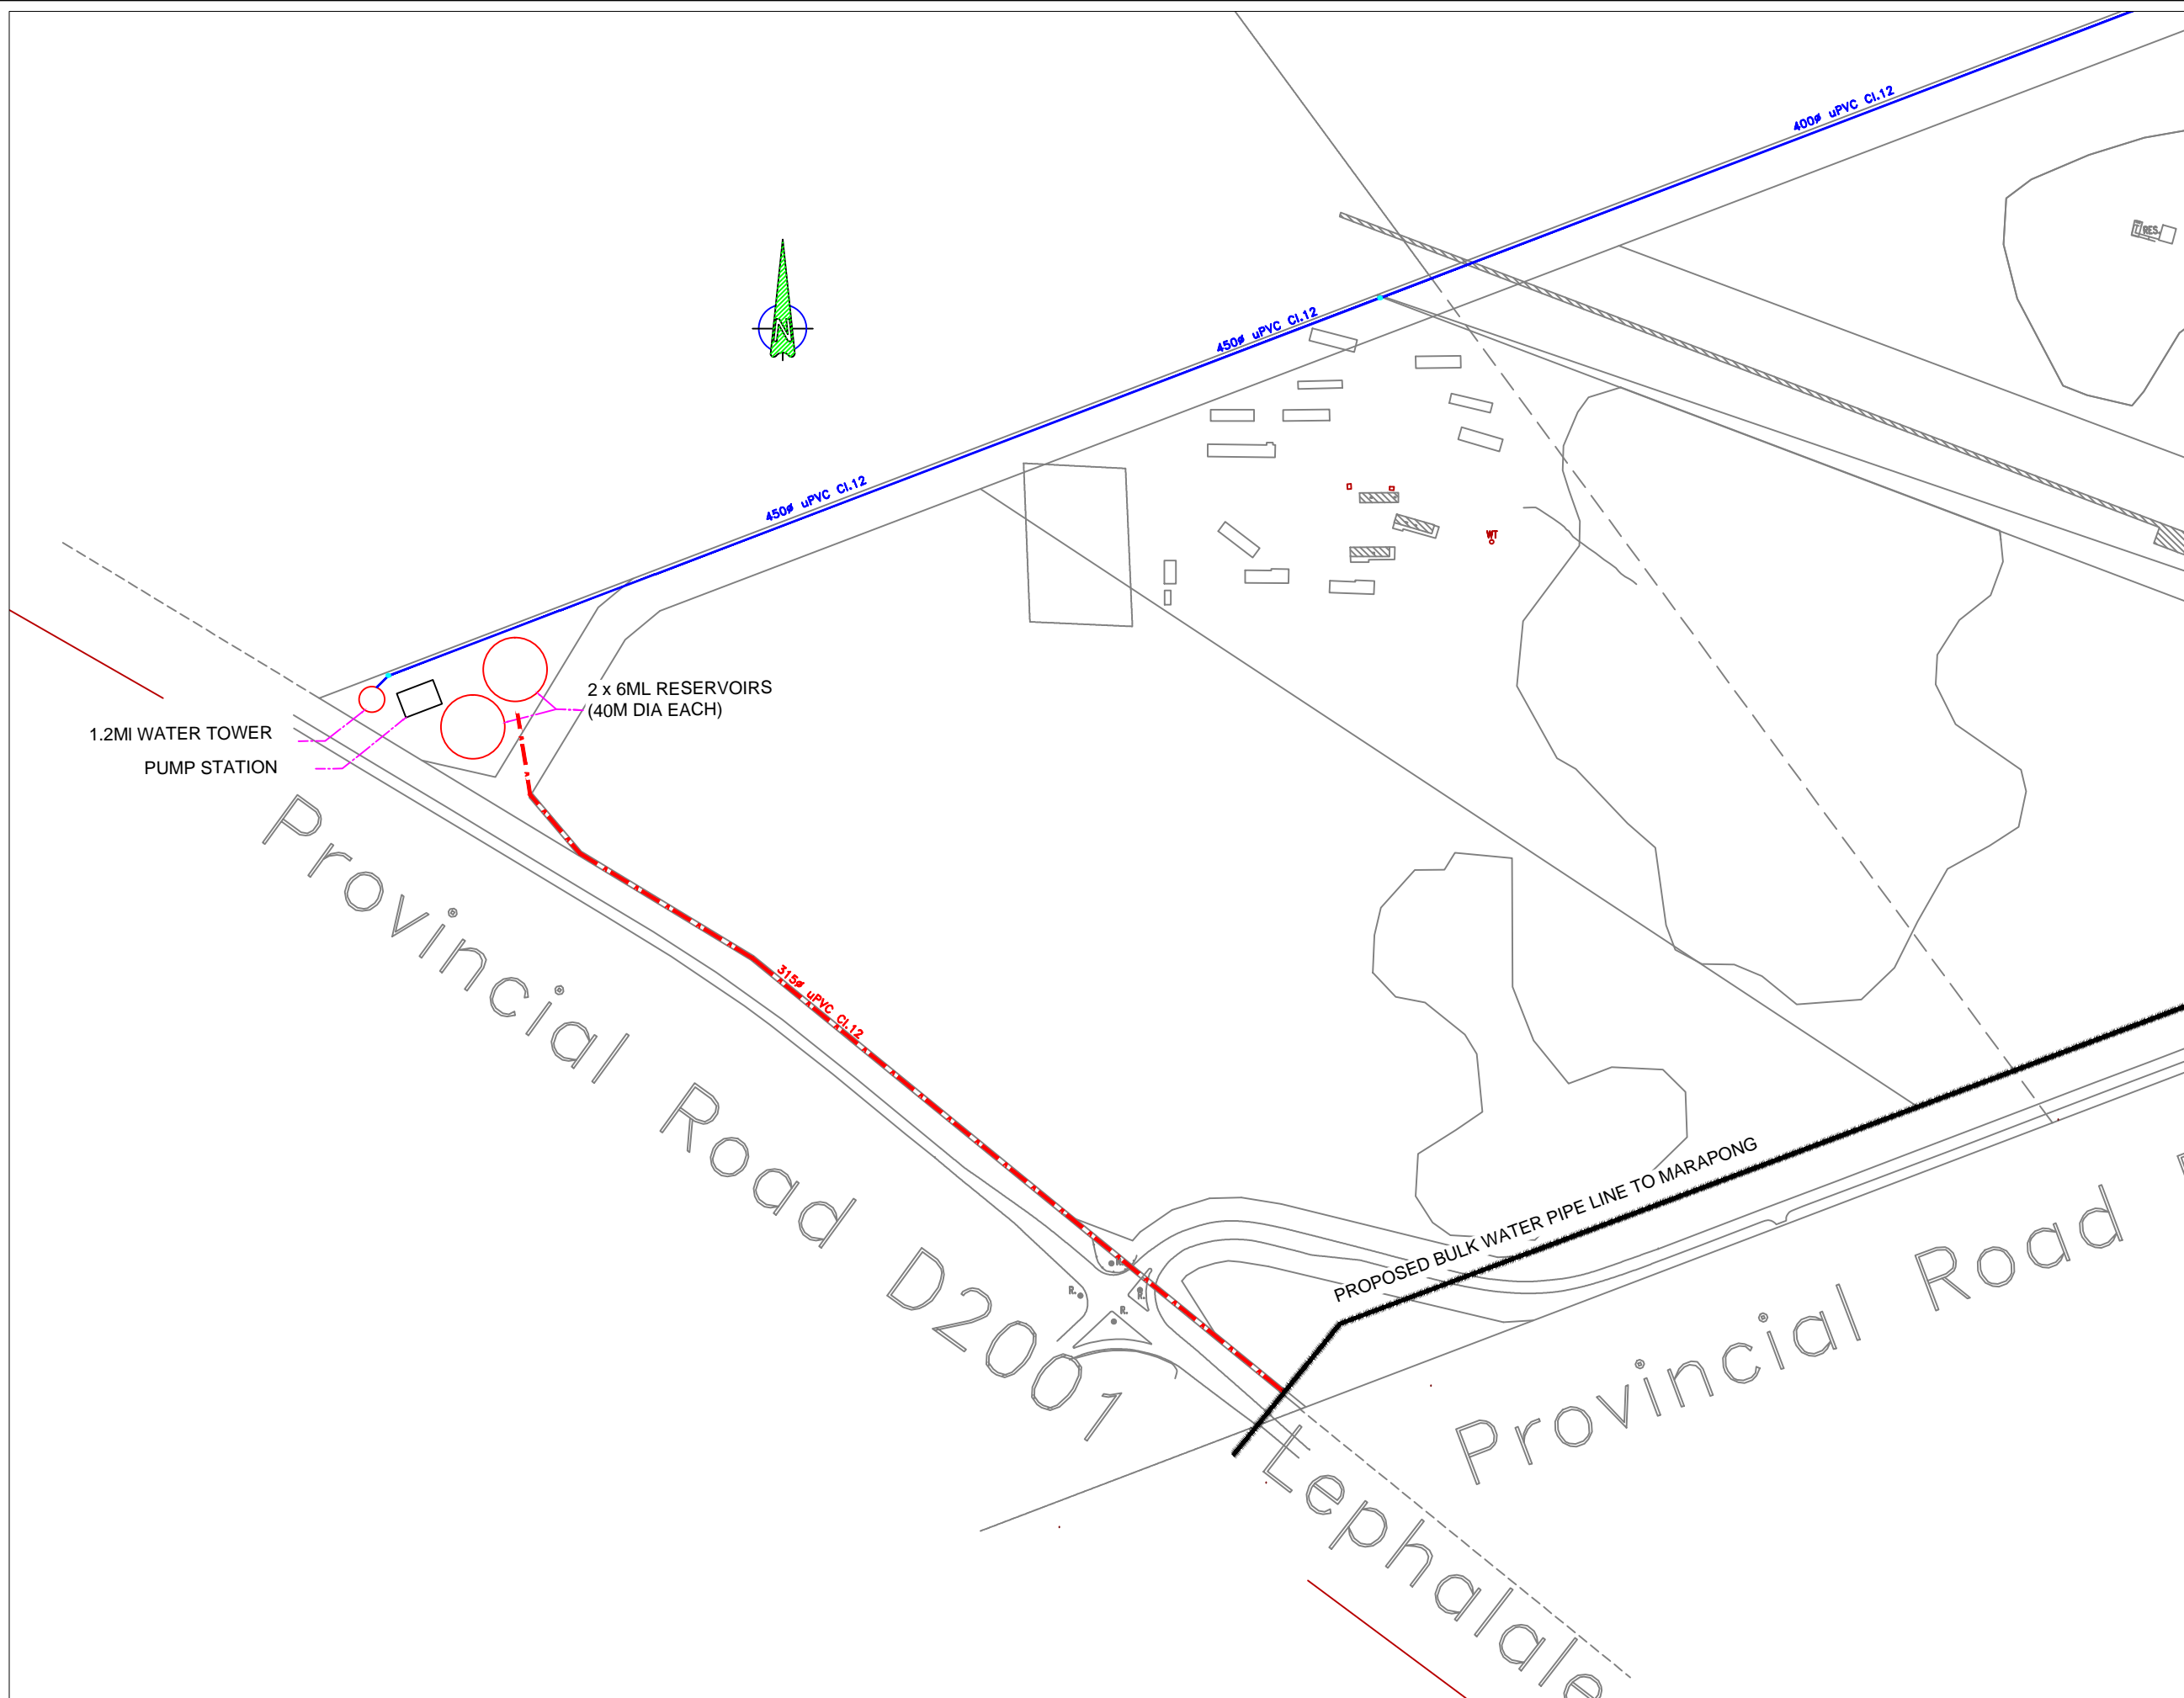 400ø uPVC Cl.12
RES.
N
450ø uPVC Cl.12
450ø uPVC Cl.12
WT
2 x 6ML RESERVOIRS
(40M DIA EACH)
1.2Ml WATER TOWER
PUMP STATION
Provincial Road D2001
315ø uPVC Cl.12
PROPOSED BULK WATER PIPE LINE TO MARAPONG
R.
R.
R.
Provincial Road
Lephalale